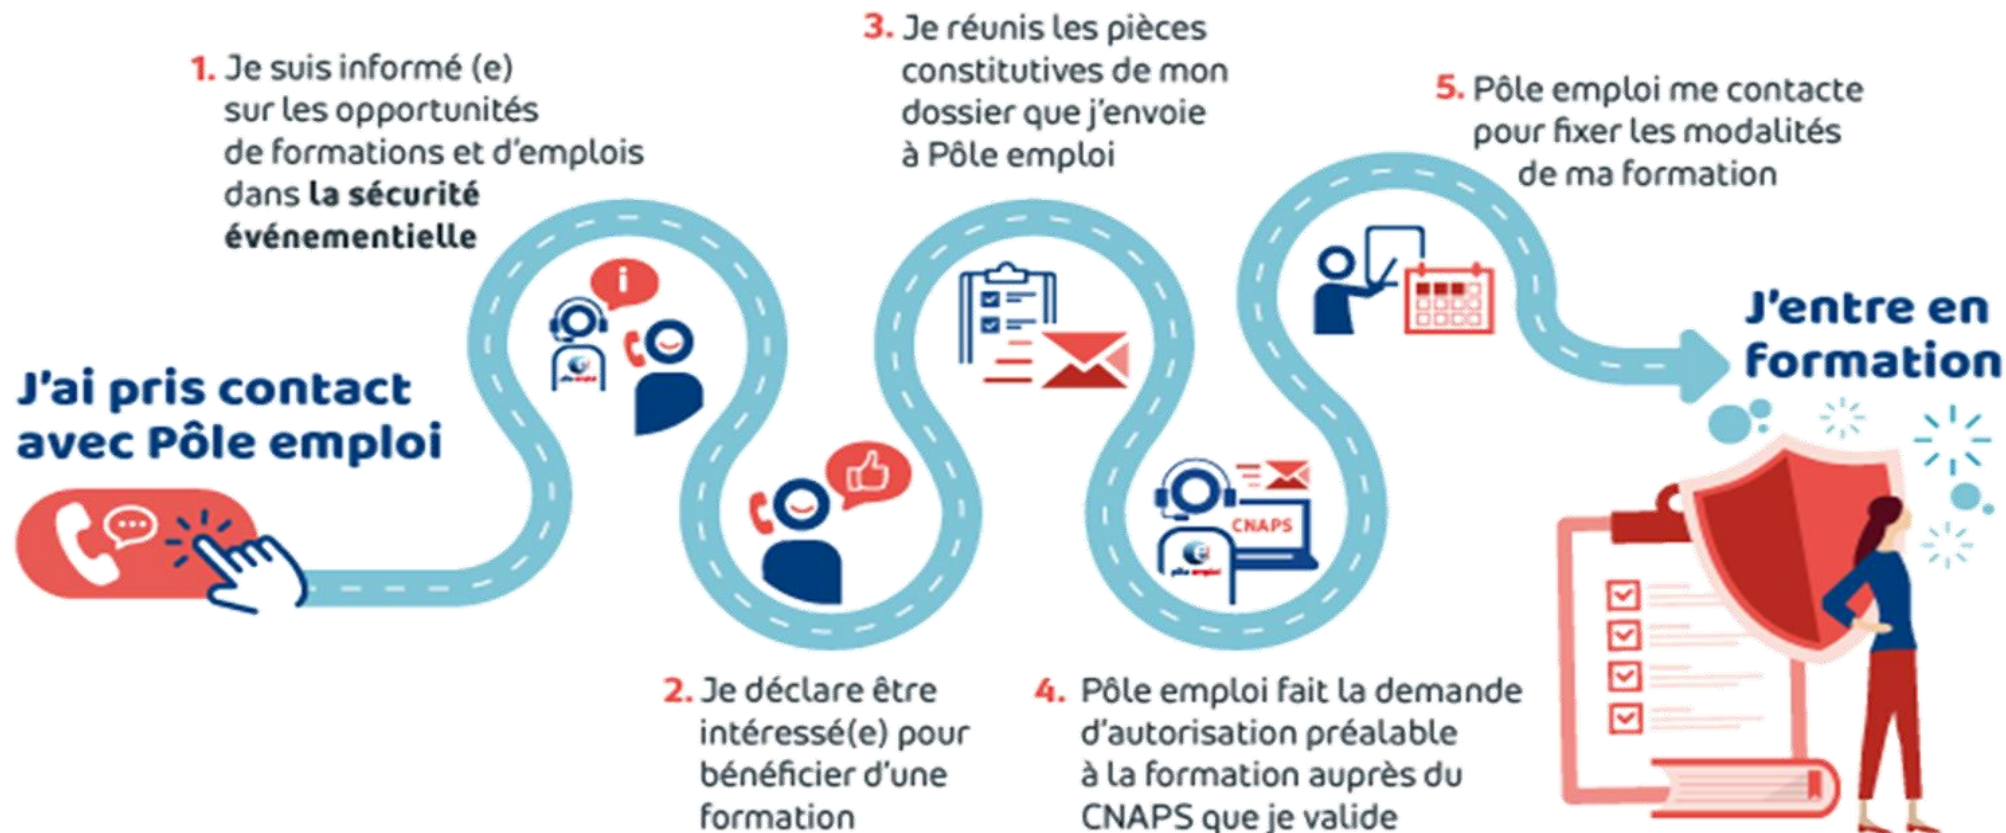 J'ai pris contact
avec Pôle emploi
1. Je suis informé (e)
sur les opportunités
de formations et d'emplois
dans la sécurité
événementielle
i
2. Je déclare être
intéressé(e) pour
bénéficier d'une
formation
3. Je réunis les pièces
constitutives de mon
dossier que j'envoie
à Pôle emploi
4. Pôle emploi fait la demande
d'autorisation préalable
à la formation auprès du
CNAPS que je valide
CNAPS
pôle emploi
5. Pôle emploi me contacte
pour fixer les modalités
de ma formation
J'entre en
formation